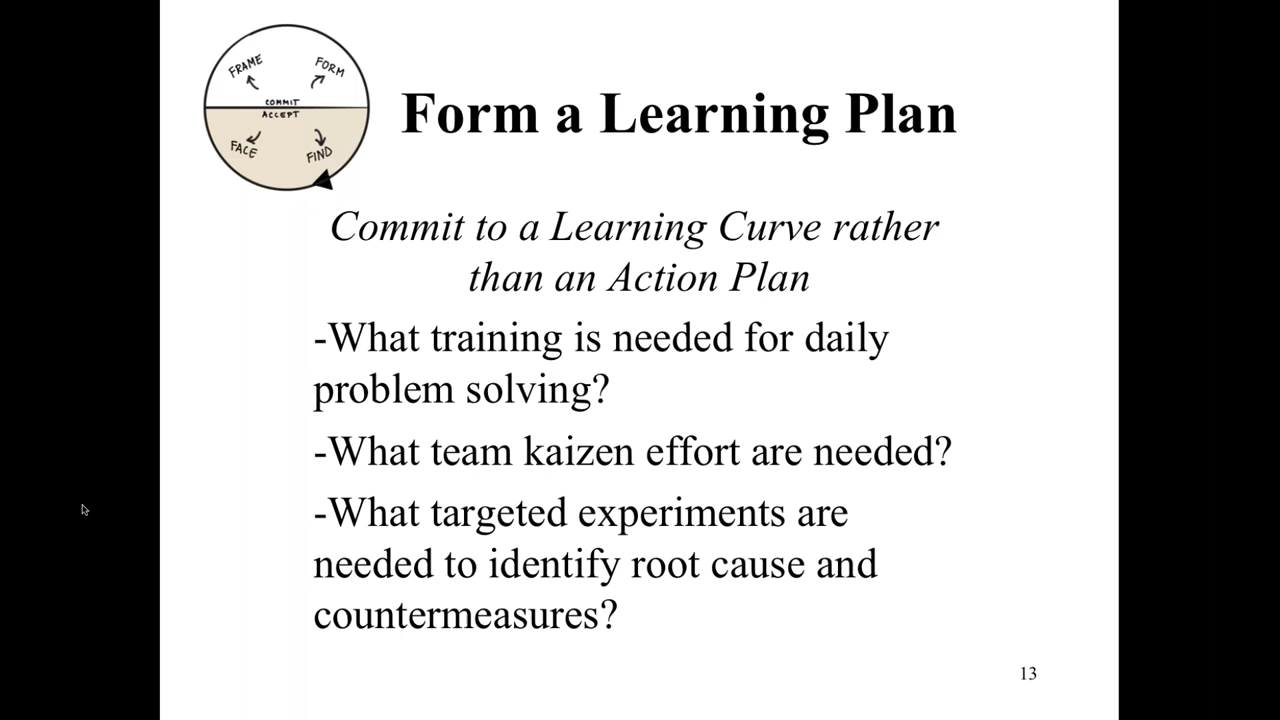 FRAME
FORM
COMMIT
ACCEPT
FACE
FIND
Form a Learning Plan
Commit to a Learning Curve rather
than an Action Plan
-What training is needed for daily
problem solving?
-What team kaizen effort are needed?
-What targeted experiments are
needed to identify root cause and
countermeasures?
13